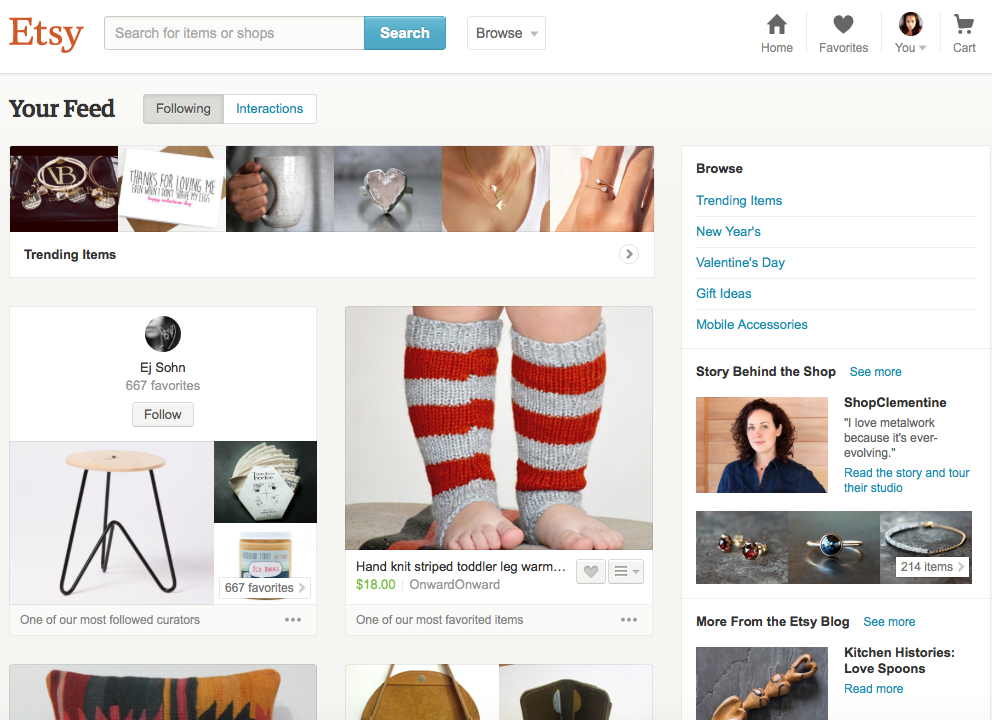 Etsy
Search for items or shops
Search
Browse
Home
Favorites
You
Cart
Your Feed
Following
Interactions
THANKS FOR LOVING ME
EVEN WHEN I DON'T SHAVE MY LEGS
happy valentines day
Trending Items
Ej Sohn
667 favorites
Follow
OLD BOOKS
667 favorites
One of our most followed curators
Hand knit striped toddler leg warm...
$18.00
OnwardOnward
One of our most favorited items
Browse
Trending Items
New Year's
Valentine's Day
Gift Ideas
Mobile Accessories
Story Behind the Shop
See more
ShopClementine
"I love metalwork
because it's ever-
evolving."
Read the story and tour
their studio
214 items
More From the Etsy Blog
See more
Kitchen Histories:
Love Spoons
Read more